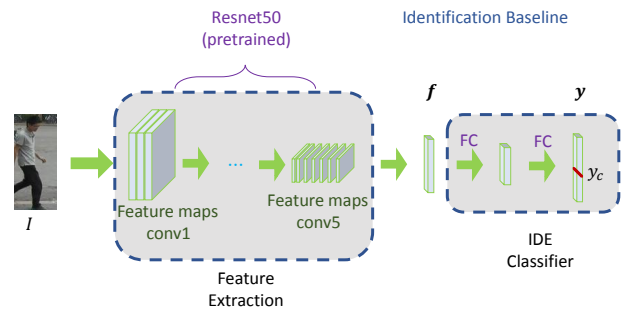 Resnet50
(pretrained)
Identification Baseline
f
y
FC
FC
...
y_c
Feature maps
conv1
Feature maps
conv5
I
Feature
Extraction
IDE
Classifier